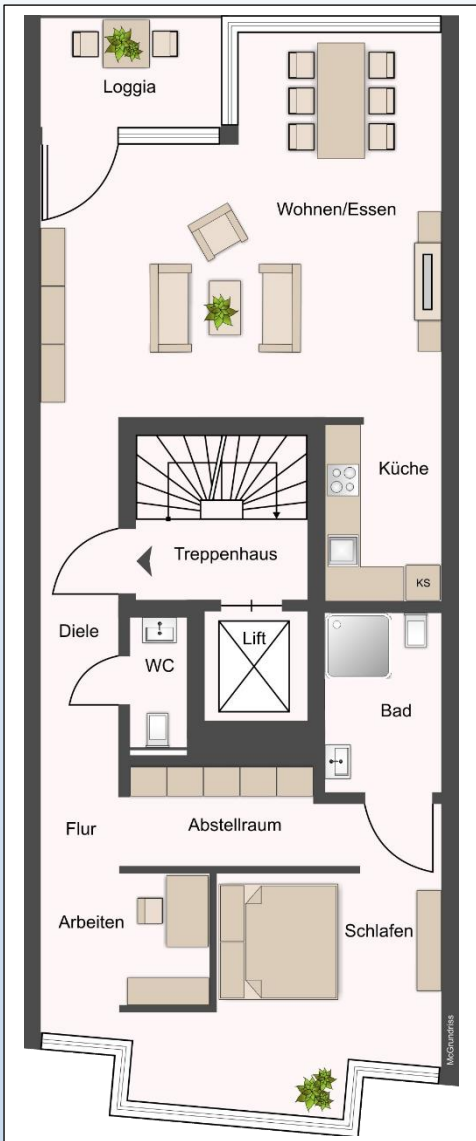 Loggia
Wohnen/Essen
Küche
Treppenhaus
KS
Diele
Lift
WC
Bad
Flur
Abstellraum
Arbeiten
Schlafen
McGrundriss